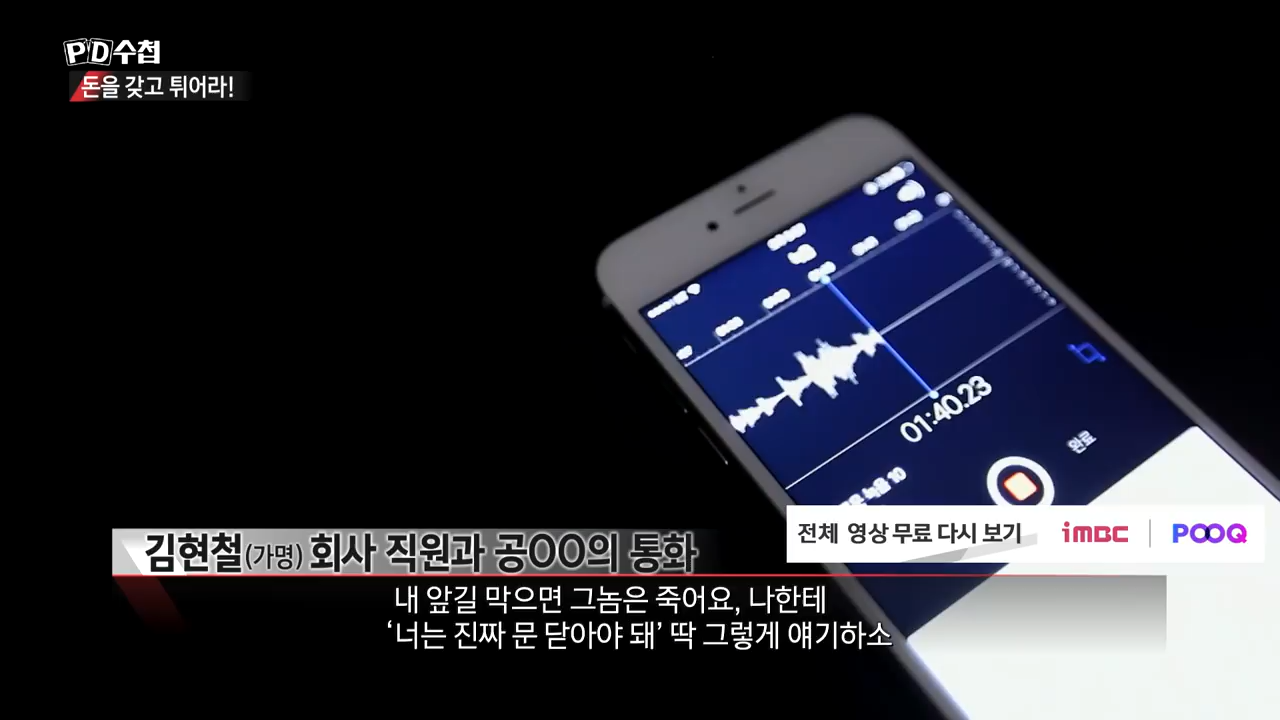 PD수첩
돈을 갖고 튀어라!
01:40.23
완료
전체 영상 무료 다시 보기 iMBC | POOQ
김현철(가명) 회사 직원과 공OO의 통화
내 앞길 막으면 그놈은 죽어요, 나한테
‘너는 진짜 문 닫아야 돼’ 딱 그렇게 얘기하소